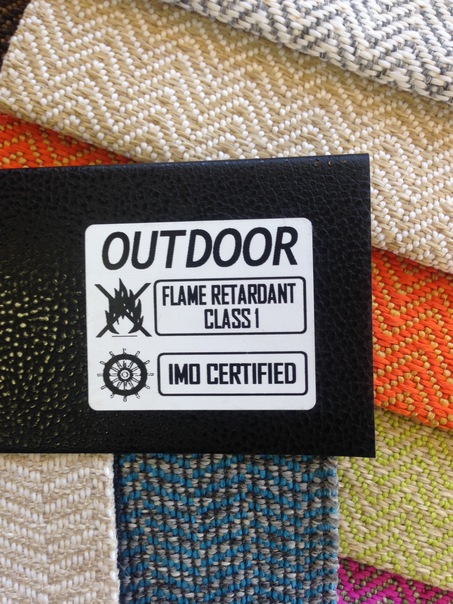 OUTDOOR
FLAME RETARDANT
CLASS 1
IMO CERTIFIED